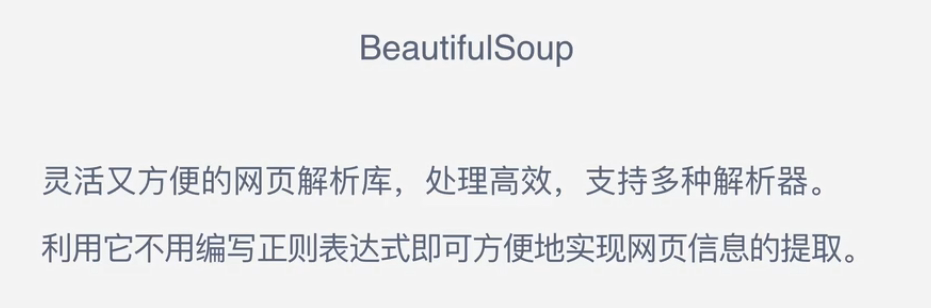 BeautifulSoup
灵活又方便的网页解析库，处理高效，支持多种解析器。
利用它不用编写正则表达式即可方便地实现网页信息的提取。